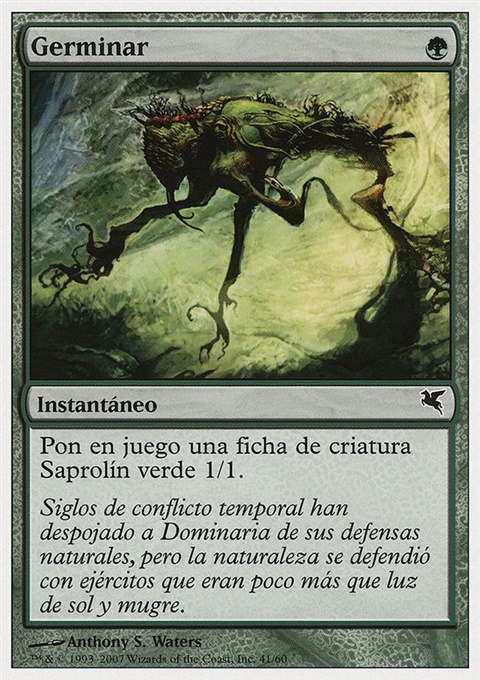 Germinar
Instantáneo
Pon en juego una ficha de criatura
Saprolín verde 1/1.
Siglos de conflicto temporal han
despojado a Dominaria de sus defensas
naturales, pero la naturaleza se defendió
con ejércitos que eran poco más que luz
de sol y mugre.
Anthony S. Waters
™ & © 1993-2007 Wizards of the Coast, Inc. 41/60